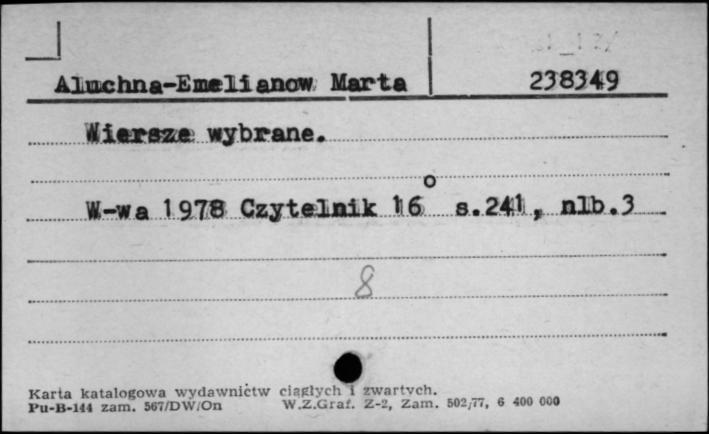 Aluchna-Emelianow Marta 238349
Wiersze wybrane.
W-wa 1978 Czytelnik 16° s.241, nlb.3
8
Karta katalogowa wydawnictw ciągłych i zwartych.
Pu-B-144 zam. 567/DW/On W.Z.Graf. Z-2, Zam. 502/77, 6 400 000